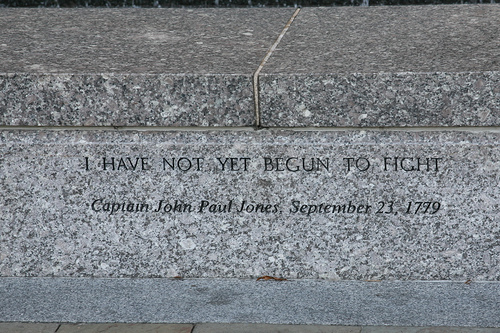 I HAVE NOT YET BEGUN TO FIGHT
Captain John Paul Jones, September 23, 1779